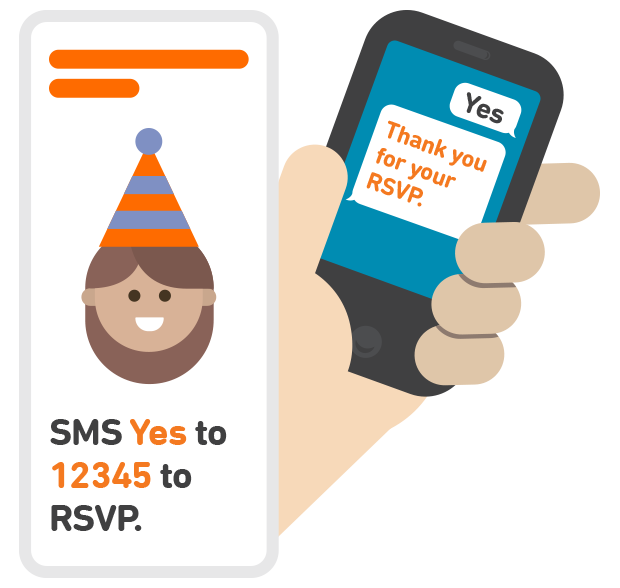 SMS Yes to
12345 to
RSVP.
Yes
Thank you
for your
RSVP.